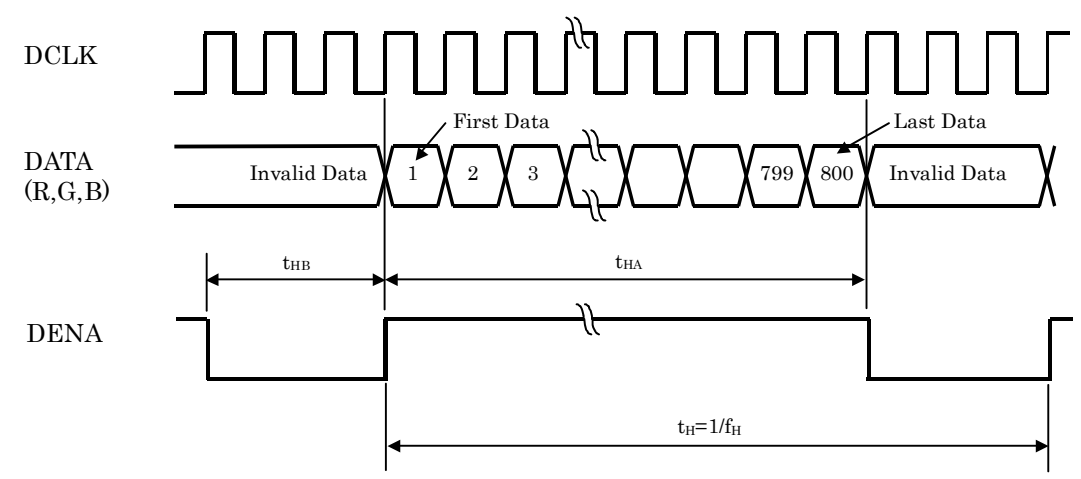 DCLK
First Data
Last Data
DATA
(R,G,B)
Invalid Data 1 2 3 799 800 Invalid Data
tHB
tHA
DENA
tH=1/fH